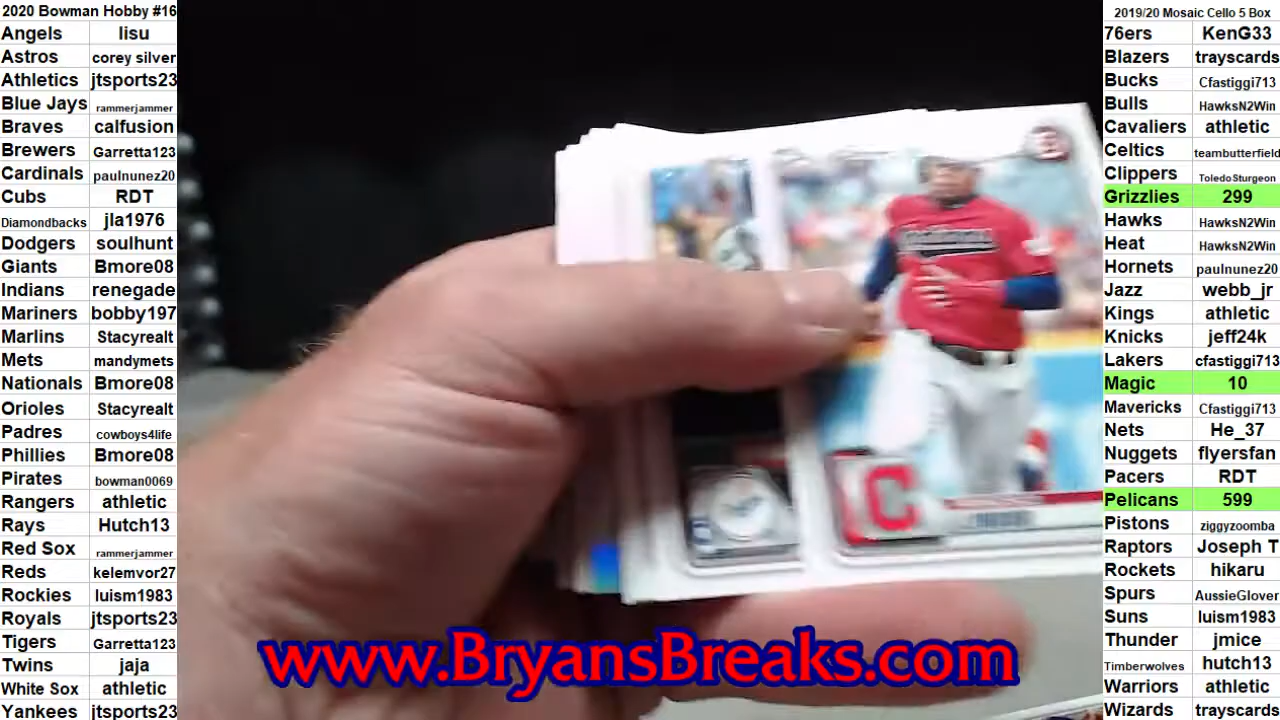 2020 Bowman Hobby #16
Angels lisu
Astros corey silver
Athletics jtsports23
Blue Jays rammerjammer
Braves calfusion
Brewers Garretta123
Cardinals paulnunez20
Cubs RDT
Diamondbacks jla1976
Dodgers soulhunt
Giants Bmore08
Indians renegade
Mariners bobby197
Marlins Stacyrealt
Mets mandymets
Nationals Bmore08
Orioles Stacyrealt
Padres cowboys4life
Phillies Bmore08
Pirates bowman0069
Rangers athletic
Rays Hutch13
Red Sox rammerjammer
Reds kelemvor27
Rockies luism1983
Royals jtsports23
Tigers Garretta123
Twins jaja
White Sox athletic
Yankees jtsports23
C
www.BryansBreaks.com
2019/20 Mosaic Cello 5 Box
76ers KenG33
Blazers trayscards
Bucks Cfastiggi713
Bulls HawksN2Win
Cavaliers athletic
Celtics teambutterfield
Clippers ToledoSturgeon
Grizzlies 299
Hawks HawksN2Win
Heat HawksN2Win
Hornets paulnunez20
Jazz webb_jr
Kings athletic
Knicks jeff24k
Lakers cfastiggi713
Magic 10
Mavericks Cfastiggi713
Nets He_37
Nuggets flyersfan
Pacers RDT
Pelicans 599
Pistons ziggyzoomba
Raptors Joseph T
Rockets hikaru
Spurs AussieGlover
Suns luism1983
Thunder jmice
Timberwolves hutch13
Warriors athletic
Wizards trayscards